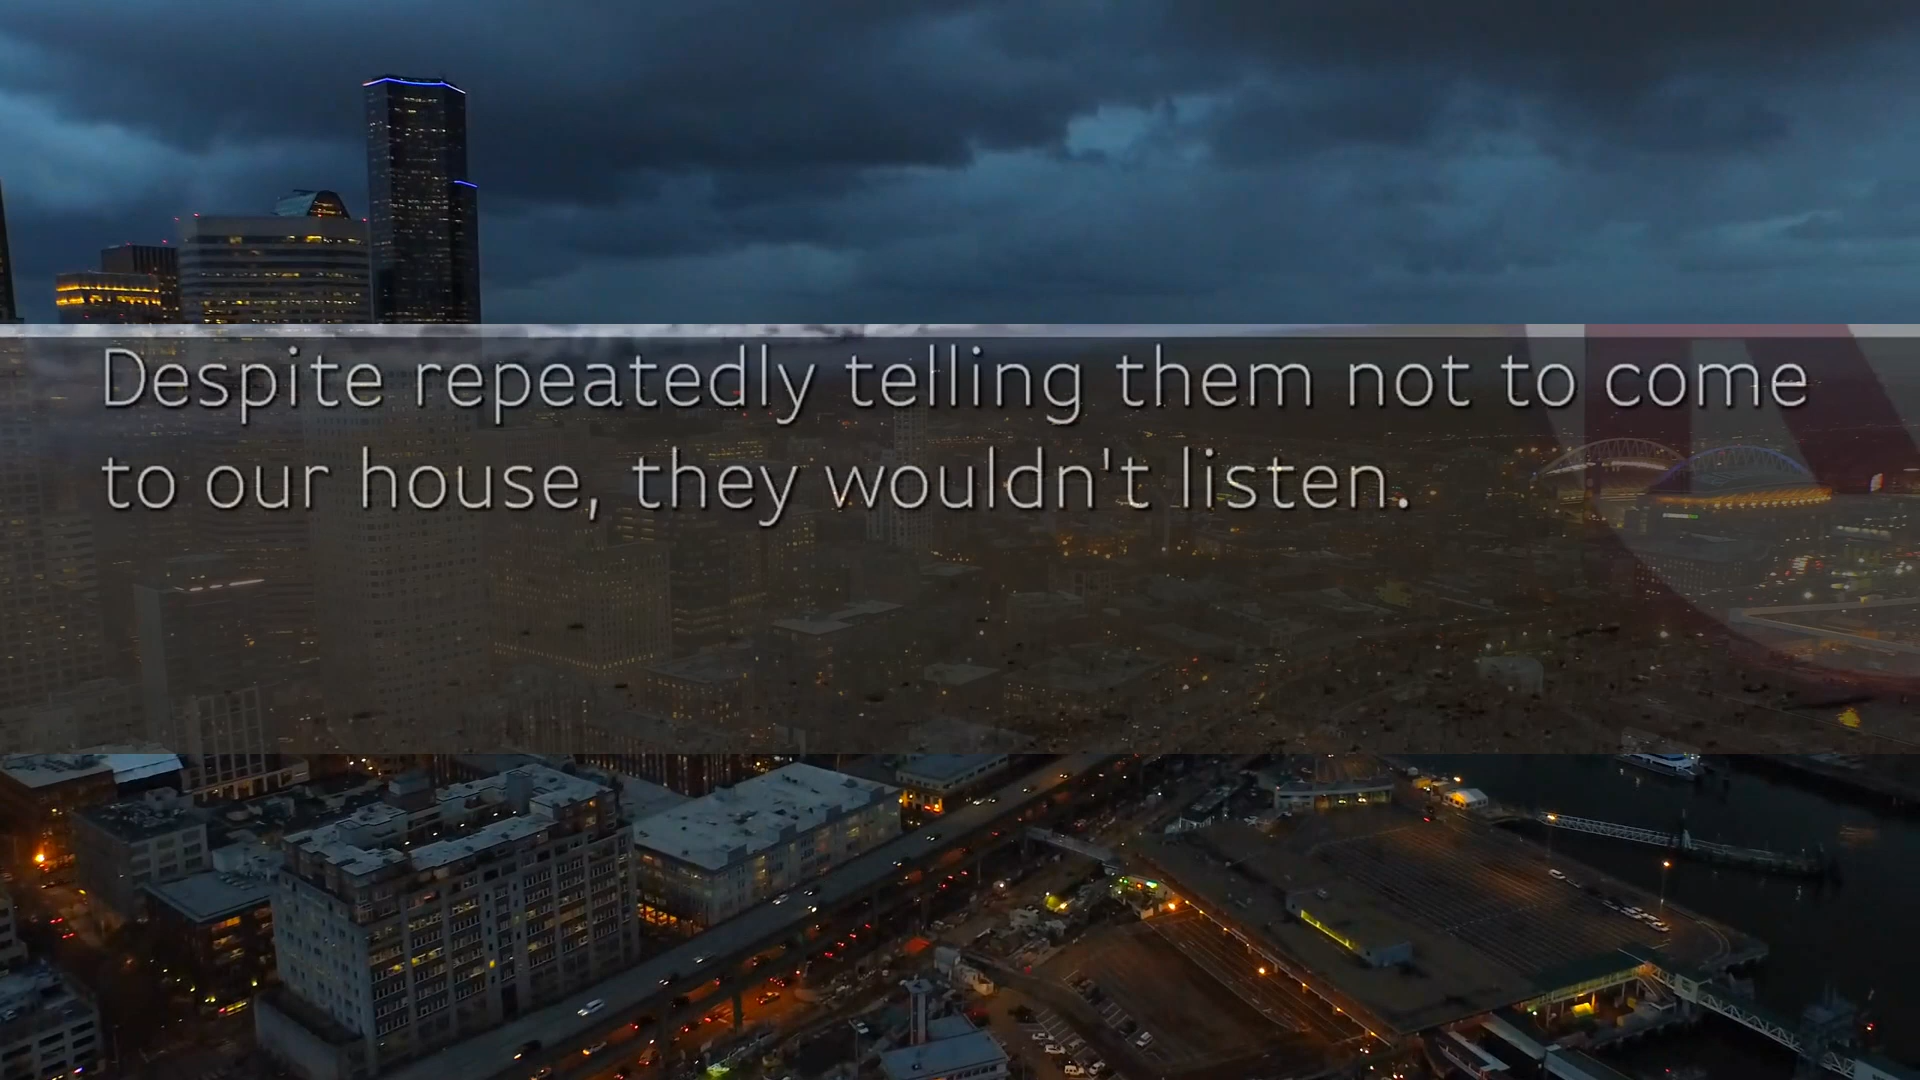 Despite repeatedly telling them not to come
to our house, they wouldn't listen.